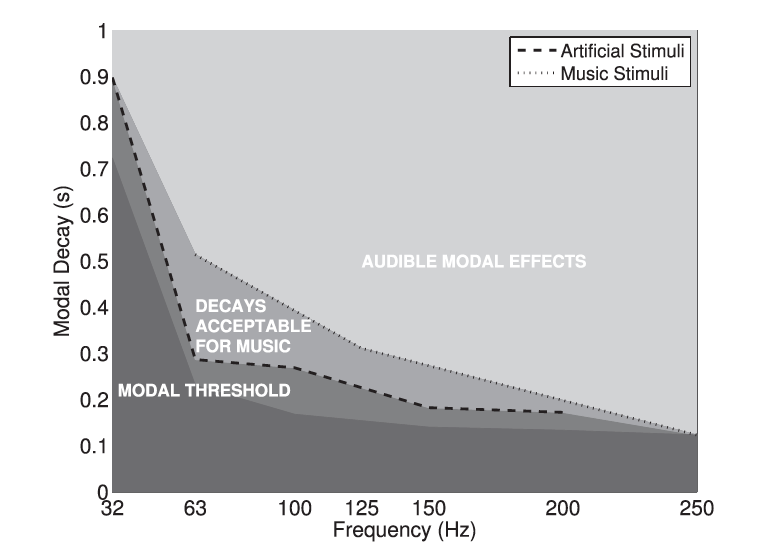 1
0.9
0.8
0.7
0.6
0.5
0.4
0.3
0.2
0.1
0
Modal Decay (s)
Artificial Stimuli
Music Stimuli
AUDIBLE MODAL EFFECTS
DECAYS
ACCEPTABLE
FOR MUSIC
MODAL THRESHOLD
32 63 100 125 150 200 250
Frequency (Hz)